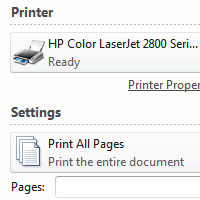 Printer
HP Color LaserJet 2800 Seri...
Ready
Printer Proper
Settings
Print All Pages
Print the entire document
Pages: